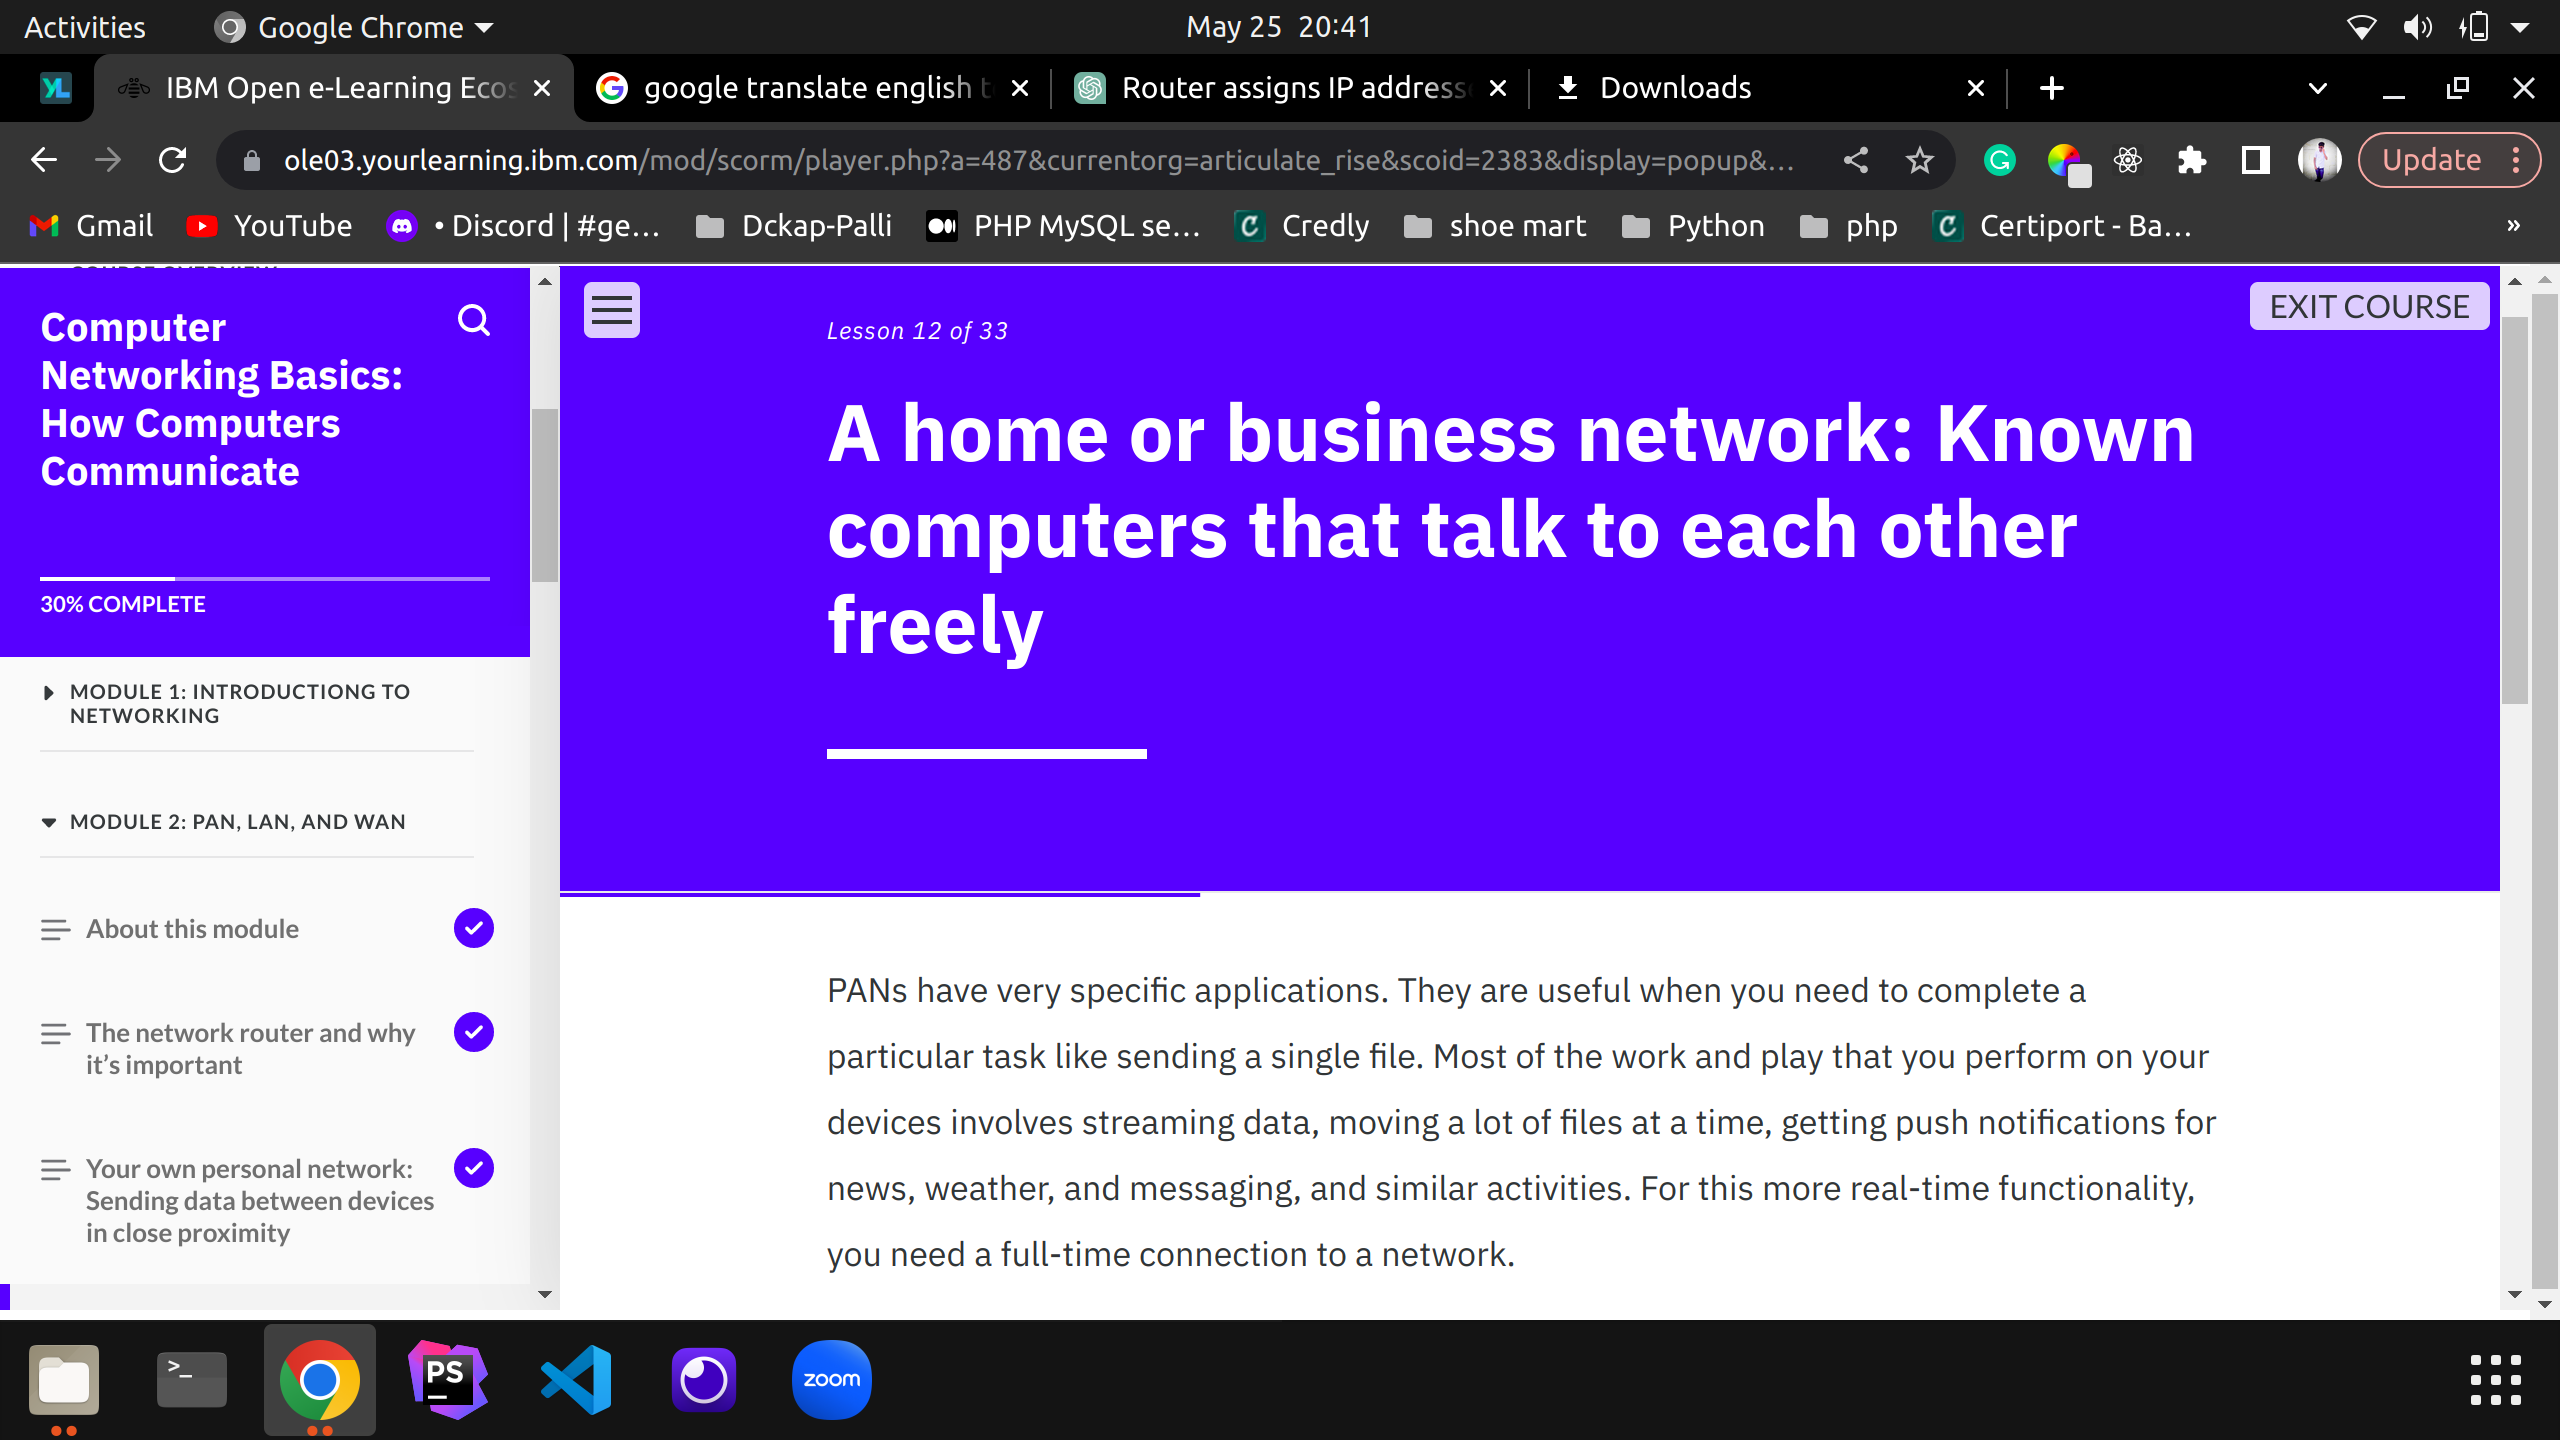 Activities
Google Chrome
May 25 20:41
IBM Open e-Learning Ecos
google translate english t
Router assigns IP addresse
Downloads
ole03.yourlearning.ibm.com/mod/scorm/player.php?a=487&currentorg=articulate_rise&scoid=2383&display=popup&...
Update
Gmail
YouTube
• Discord | #ge...
Dckap-Palli
PHP MySQL se...
Credly
shoe mart
Python
php
Certiport - Ba...
»
Computer
Networking Basics:
How Computers
Communicate
30% COMPLETE
MODULE 1: INTRODUCTIONG TO
NETWORKING
MODULE 2: PAN, LAN, AND WAN
About this module
The network router and why
it’s important
Your own personal network:
Sending data between devices
in close proximity
EXIT COURSE
Lesson 12 of 33
A home or business network: Known
computers that talk to each other
freely
PANs have very specific applications. They are useful when you need to complete a
particular task like sending a single file. Most of the work and play that you perform on your
devices involves streaming data, moving a lot of files at a time, getting push notifications for
news, weather, and messaging, and similar activities. For this more real-time functionality,
you need a full-time connection to a network.
YL
PS
zoom